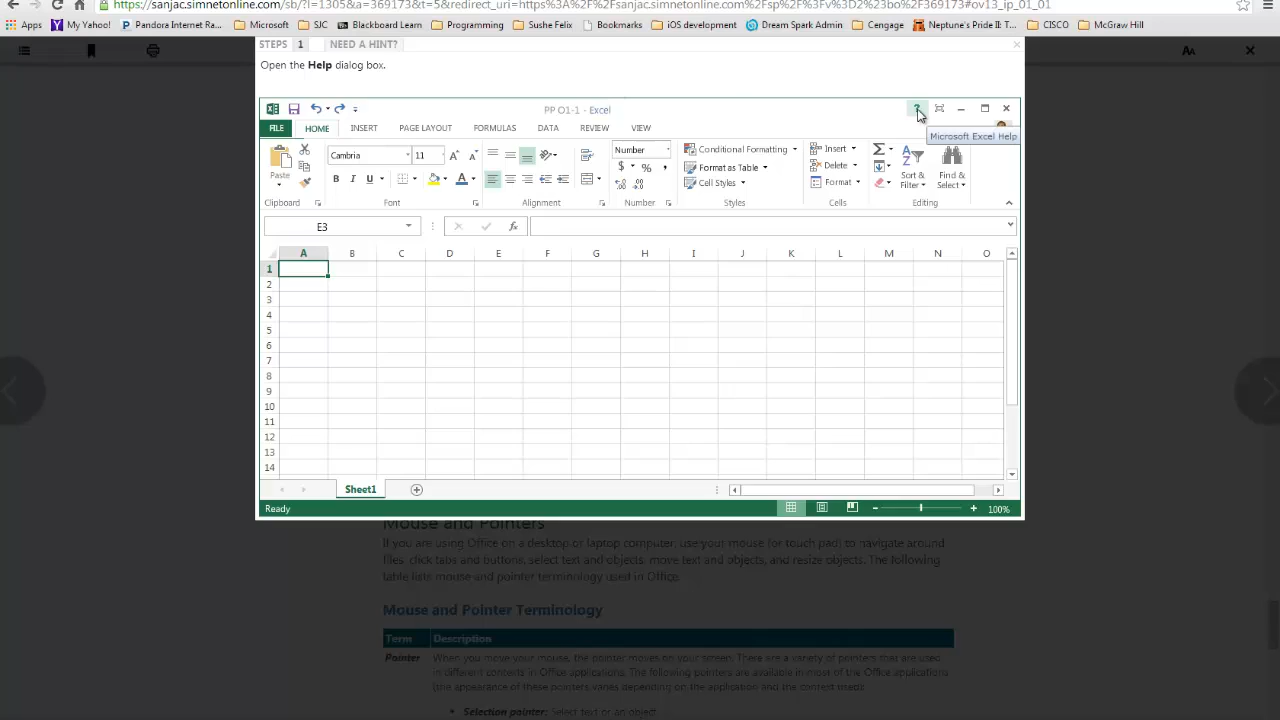 https://sanjac.simnetonline.com/sb/?l=1305&a=369173&t=5&redirect_uri=https%3A%2F%2Fsanjac.simnetonline.com%2Fsp%2F%3Fv%3D2%23bo%2F369173#ov13_ip_01_01
Apps My Yahoo! Pandora Internet Ra... Microsoft SJC Blackboard Learn Programming Sushe Felix Bookmarks iOS development Dream Spark Admin Cengage Neptune's Pride II: T... CISCO McGraw Hill
STEPS 1 NEED A HINT?
Open the Help dialog box.
PP O1-1 - Excel
Microsoft Excel Help
FILE HOME INSERT PAGE LAYOUT FORMULAS DATA REVIEW VIEW
Cambria 11 Number Conditional Formatting Insert
Paste B I U A $ % , Format as Table Delete Sort & Filter Find & Select
Cell Styles Format
Clipboard Font Alignment Number Styles Cells Editing
E3 fx
A B C D E F G H I J K L M N O
1
2
3
4
5
6
7
8
9
10
11
12
13
14
Sheet1
Ready 100%
Mouse and Pointers
If you are using Office on a desktop or laptop computer, use your mouse (or touch pad) to navigate around
files, click tabs and buttons, select text and objects, move text and objects, and resize objects. The following
table lists mouse and pointer terminology used in Office.
Mouse and Pointer Terminology
Term Description
Pointer When you move your mouse, the pointer moves on your screen. There are a variety of pointers that are used
in different contexts in Office applications. The following pointers are available in most of the Office applications
(the appearance of these pointers varies depending on the application and the context used):
• Selection pointer: Select text or an object.